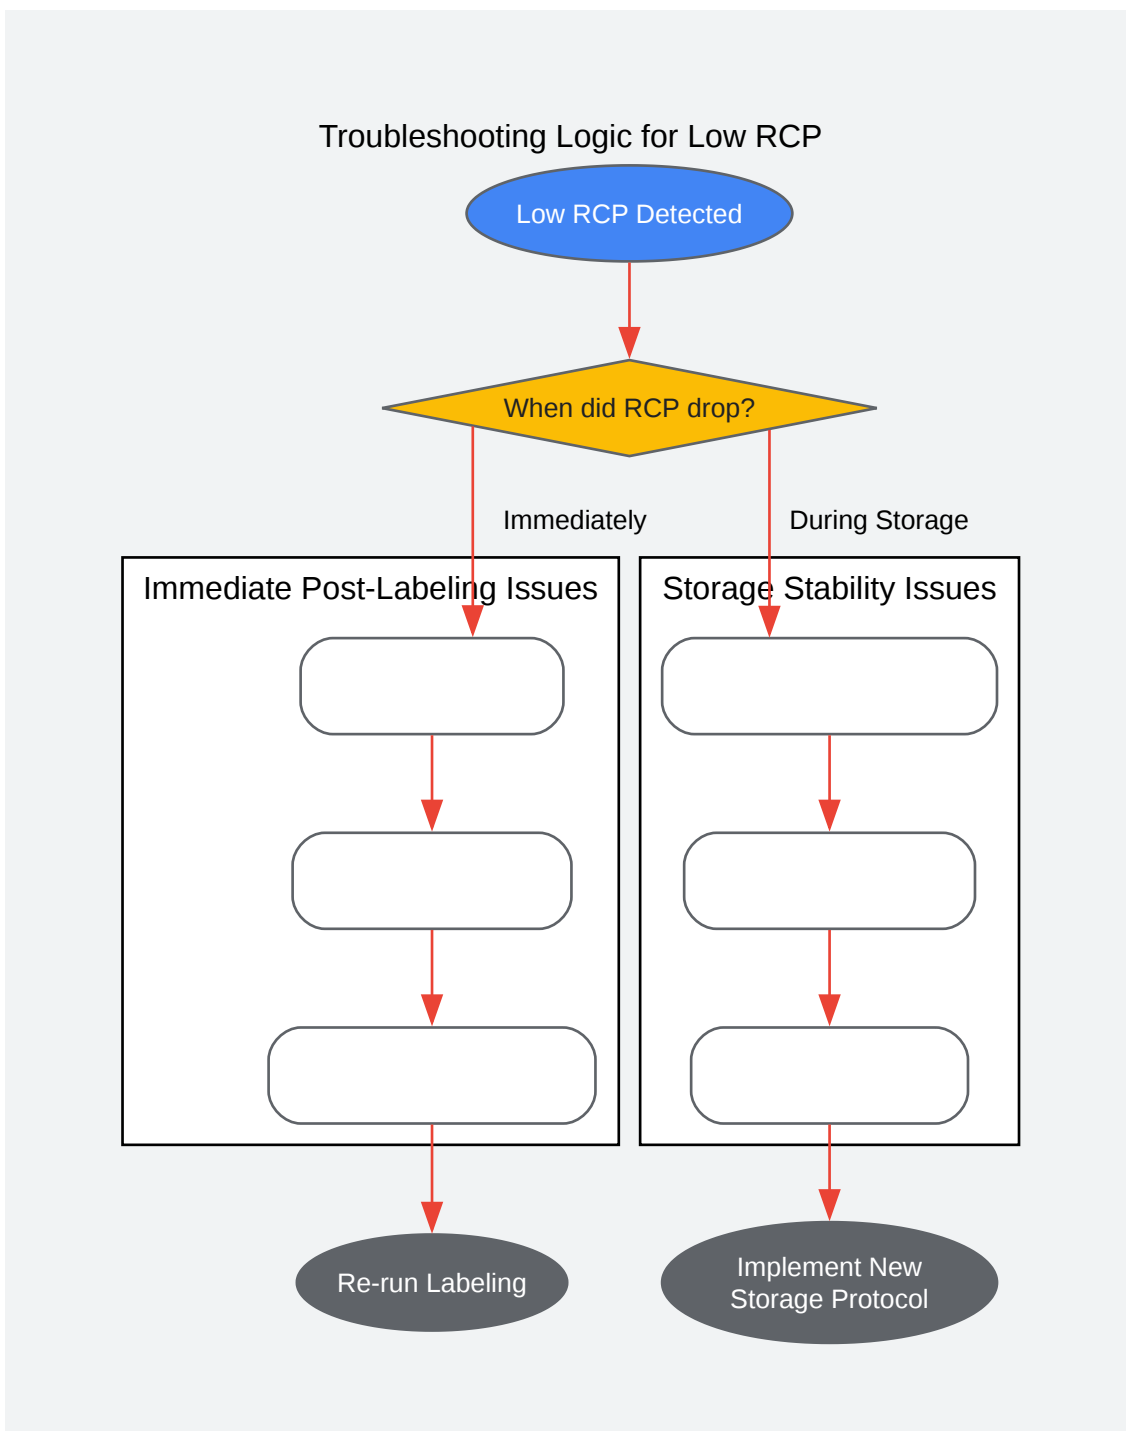 Troubleshooting Logic for Low RCP
Low RCP Detected
When did RCP drop?
Immediately
During Storage
Immediate Post-Labeling Issues
Storage Stability Issues
Re-run Labeling
Implement New
Storage Protocol